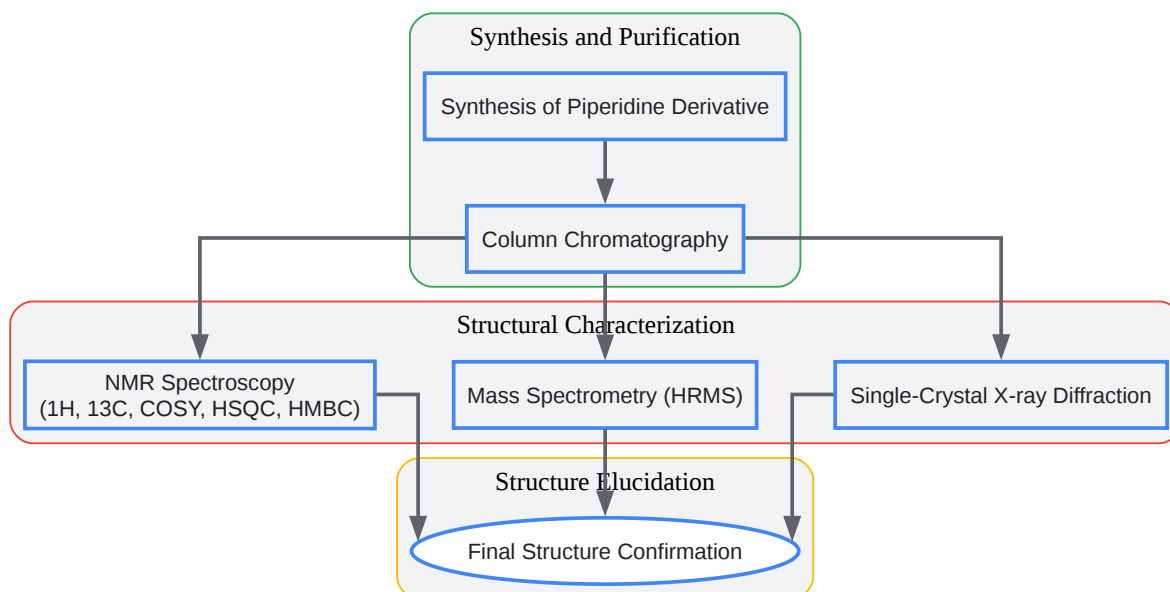 Synthesis and Purification
Synthesis of Piperidine Derivative
Column Chromatography
Structural Characterization
NMR Spectroscopy
(1H, 13C, COSY, HSQC, HMBC)
Mass Spectrometry (HRMS)
Single-Crystal X-ray Diffraction
Structure Elucidation
Final Structure Confirmation